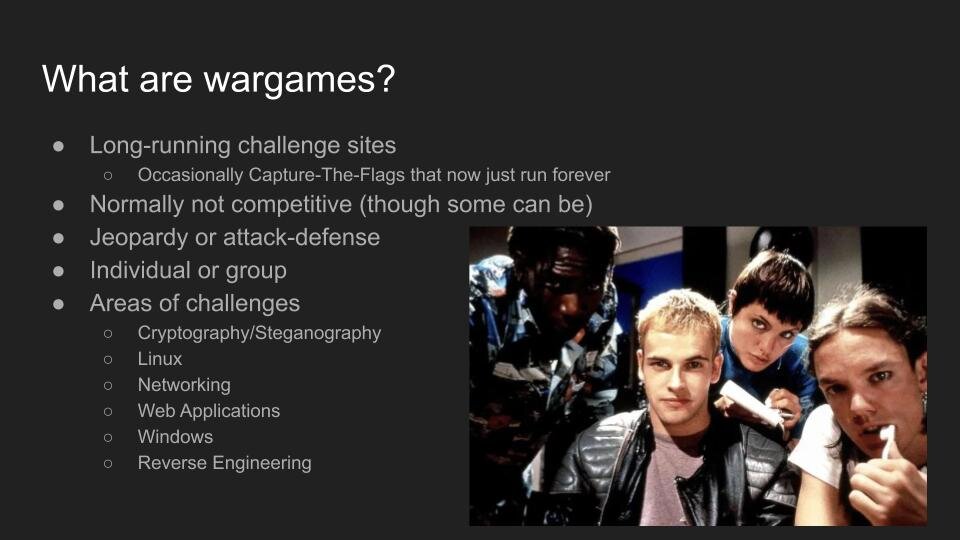 What are wargames?
● Long-running challenge sites
○ Occasionally Capture-The-Flags that now just run forever
● Normally not competitive (though some can be)
● Jeopardy or attack-defense
● Individual or group
● Areas of challenges
○ Cryptography/Steganography
○ Linux
○ Networking
○ Web Applications
○ Windows
○ Reverse Engineering